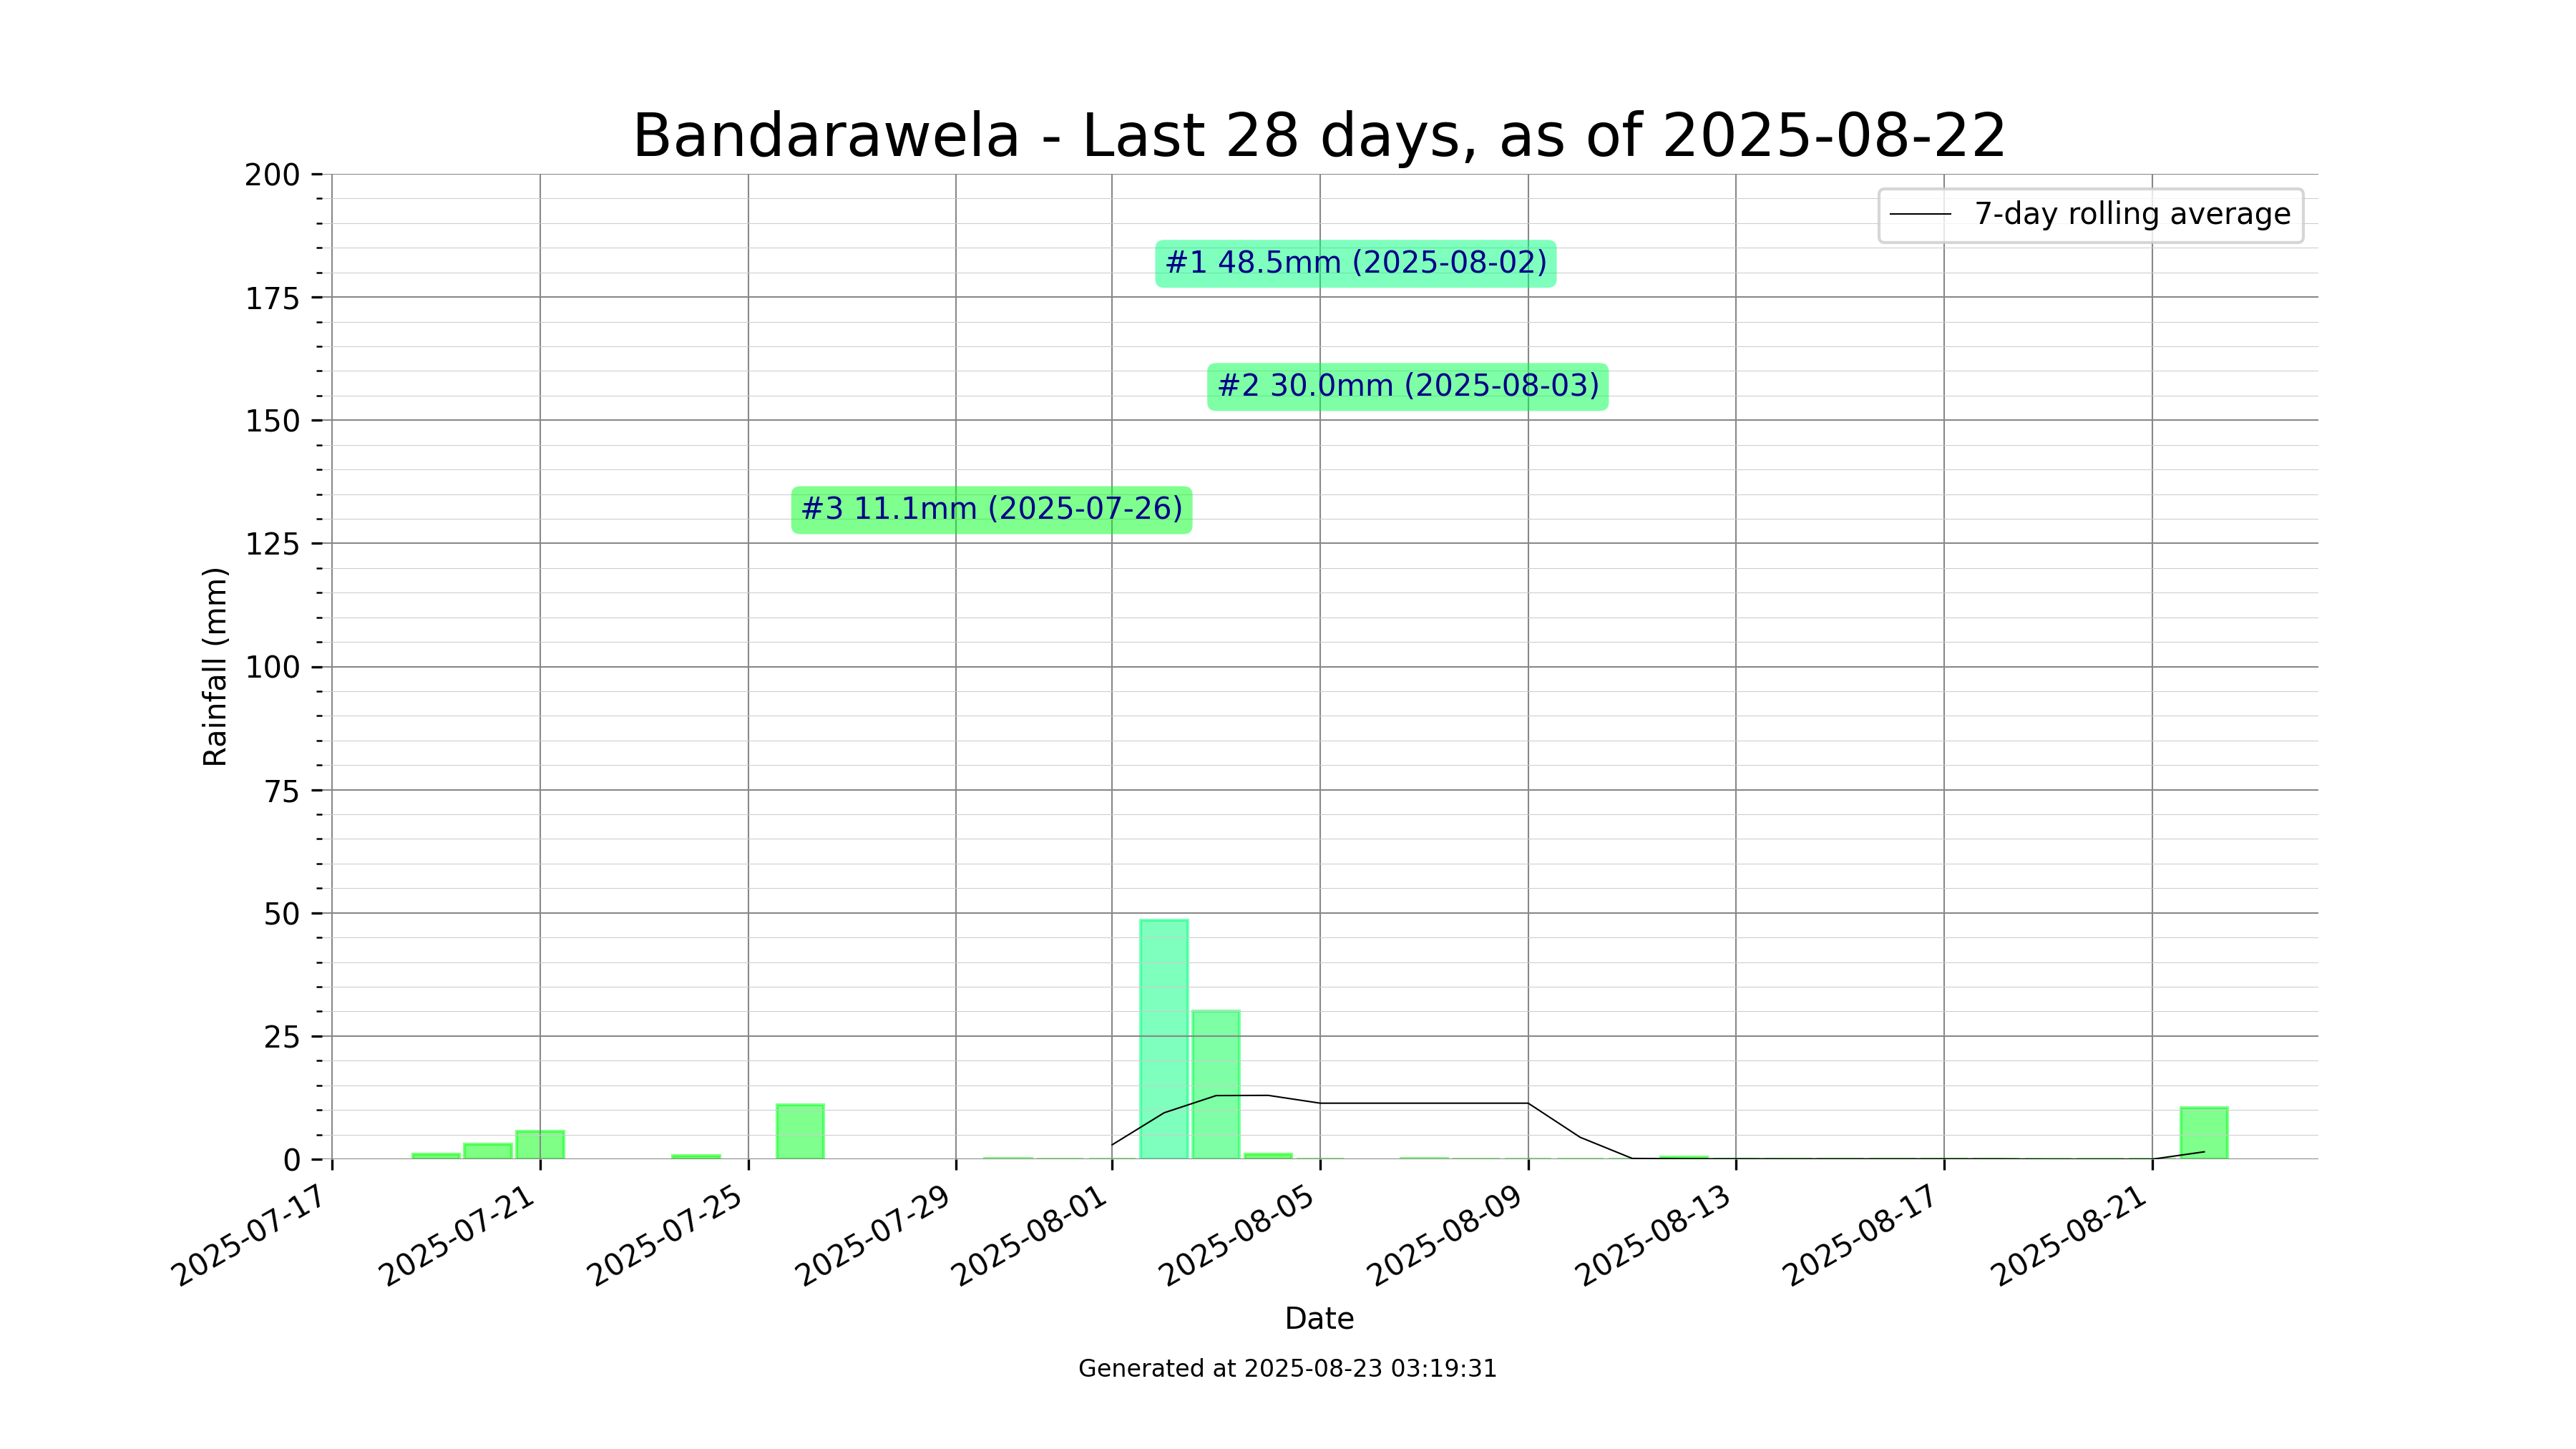 Bandarawela - Last 28 days, as of 2025-08-22
7-day rolling average
#1 48.5mm (2025-08-02)
#2 30.0mm (2025-08-03)
#3 11.1mm (2025-07-26)
Rainfall (mm)
200
175
150
125
100
75
50
25
0
2025-07-17
2025-07-21
2025-07-25
2025-07-29
2025-08-01
2025-08-05
2025-08-09
2025-08-13
2025-08-17
2025-08-21
Date
Generated at 2025-08-23 03:19:31